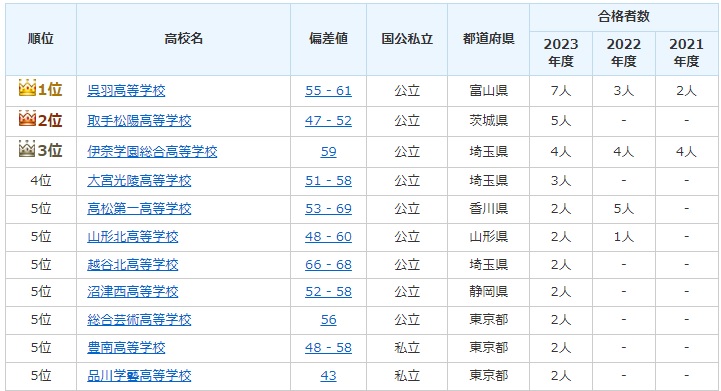 順位 高校名 偏差値 国公私立 都道府県 合格者数
2023年度 2022年度 2021年度
1位 呉羽高等学校 55 - 61 公立 富山県 7人 3人 2人
2位 取手松陽高等学校 47 - 52 公立 茨城県 5人 - -
3位 伊奈学園総合高等学校 59 公立 埼玉県 4人 4人 4人
4位 大宮光陵高等学校 51 - 58 公立 埼玉県 3人 - -
5位 高松第一高等学校 53 - 69 公立 香川県 2人 5人 -
5位 山形北高等学校 48 - 60 公立 山形県 2人 1人 -
5位 越谷北高等学校 66 - 68 公立 埼玉県 2人 - -
5位 沼津西高等学校 52 - 58 公立 静岡県 2人 - -
5位 総合芸術高等学校 56 公立 東京都 2人 - -
5位 豊南高等学校 48 - 58 私立 東京都 2人 - -
5位 品川学藝高等学校 43 私立 東京都 2人 - -